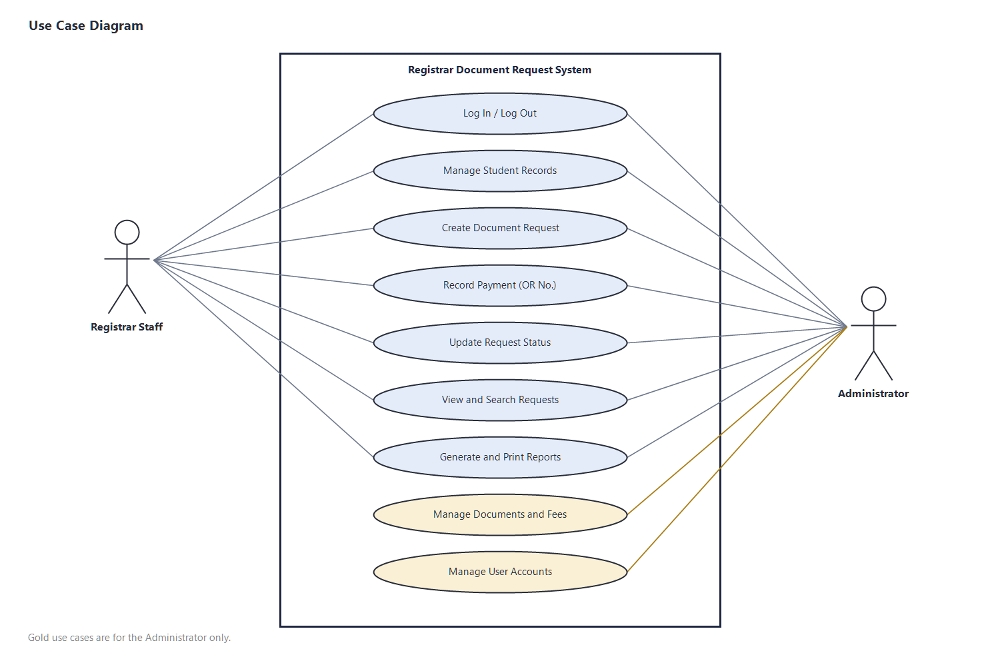 Use Case Diagram
Registrar Document Request System
Log In / Log Out
Manage Student Records
Create Document Request
Record Payment (OR No.)
Update Request Status
View and Search Requests
Generate and Print Reports
Manage Documents and Fees
Manage User Accounts
Registrar Staff
Administrator
Gold use cases are for the Administrator only.